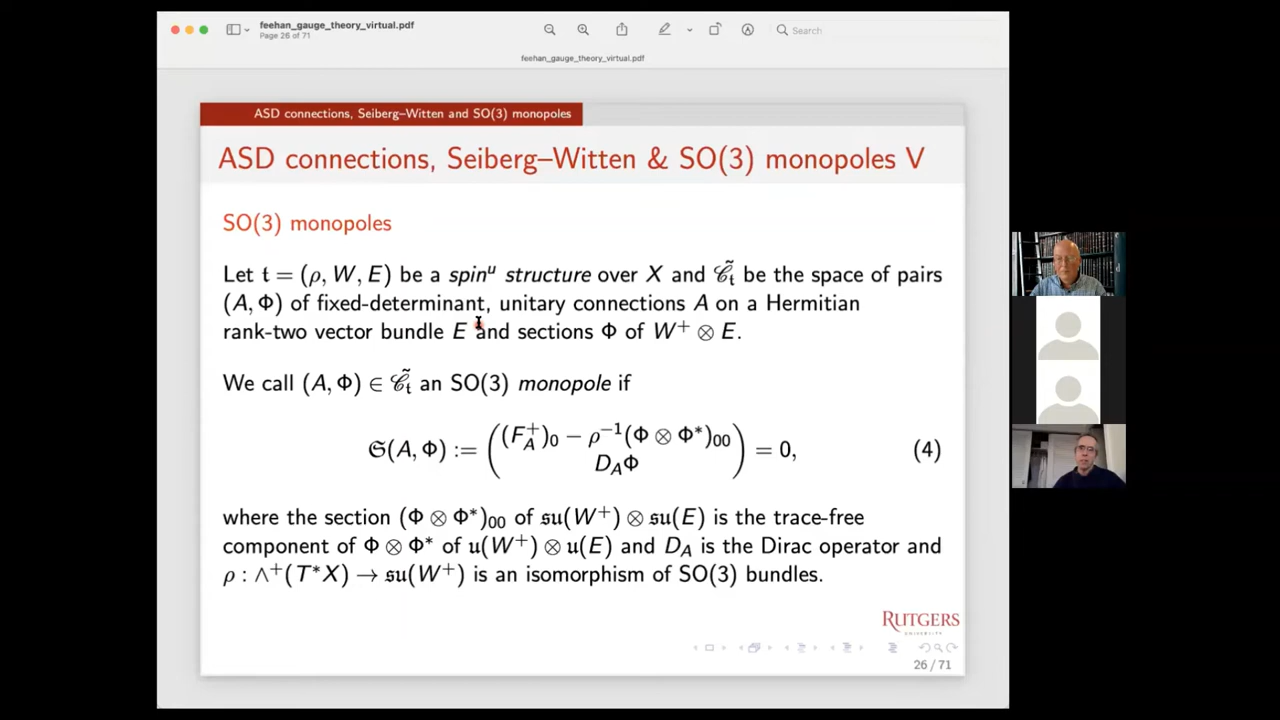 feehan_gauge_theory_virtual.pdf
Page 26 of 71
Search
feehan_gauge_theory_virtual.pdf
ASD connections, Seiberg–Witten and SO(3) monopoles
ASD connections, Seiberg–Witten & SO(3) monopoles V
SO(3) monopoles
Let 𝔱 = (ρ, W, E) be a spinᵘ structure over X and 𝒞̃_𝔱 be the space of pairs
(A, Φ) of fixed-determinant, unitary connections A on a Hermitian
rank-two vector bundle E and sections Φ of W⁺ ⊗ E.
We call (A, Φ) ∈ 𝒞̃_𝔱 an SO(3) monopole if
𝔖(A, Φ) := ( (F_A⁺)₀ − ρ⁻¹(Φ ⊗ Φ*)₀₀
D_AΦ ) = 0, (4)
where the section (Φ ⊗ Φ*)₀₀ of 𝔰𝔲(W⁺) ⊗ 𝔰𝔲(E) is the trace-free
component of Φ ⊗ Φ* of 𝔲(W⁺) ⊗ 𝔲(E) and D_A is the Dirac operator and
ρ : ∧⁺(T*X) → 𝔰𝔲(W⁺) is an isomorphism of SO(3) bundles.
RUTGERS
UNIVERSITY
26 / 71